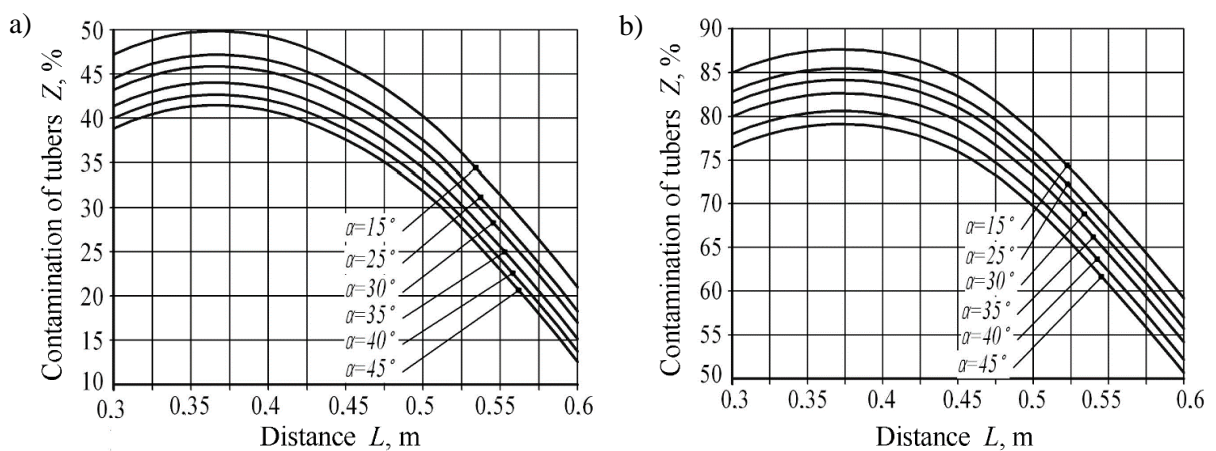 a)
Contamination of tubers Z, %
50
45
40
35
30
25
20
15
10
α=15°
α=25°
α=30°
α=35°
α=40°
α=45°
0.3
0.35
0.4
0.45
0.5
0.55
0.6
Distance L, m
b)
Contamination of tubers Z, %
90
85
80
75
70
65
60
55
50
α=15°
α=25°
α=30°
α=35°
α=40°
α=45°
0.3
0.35
0.4
0.45
0.5
0.55
0.6
Distance L, m